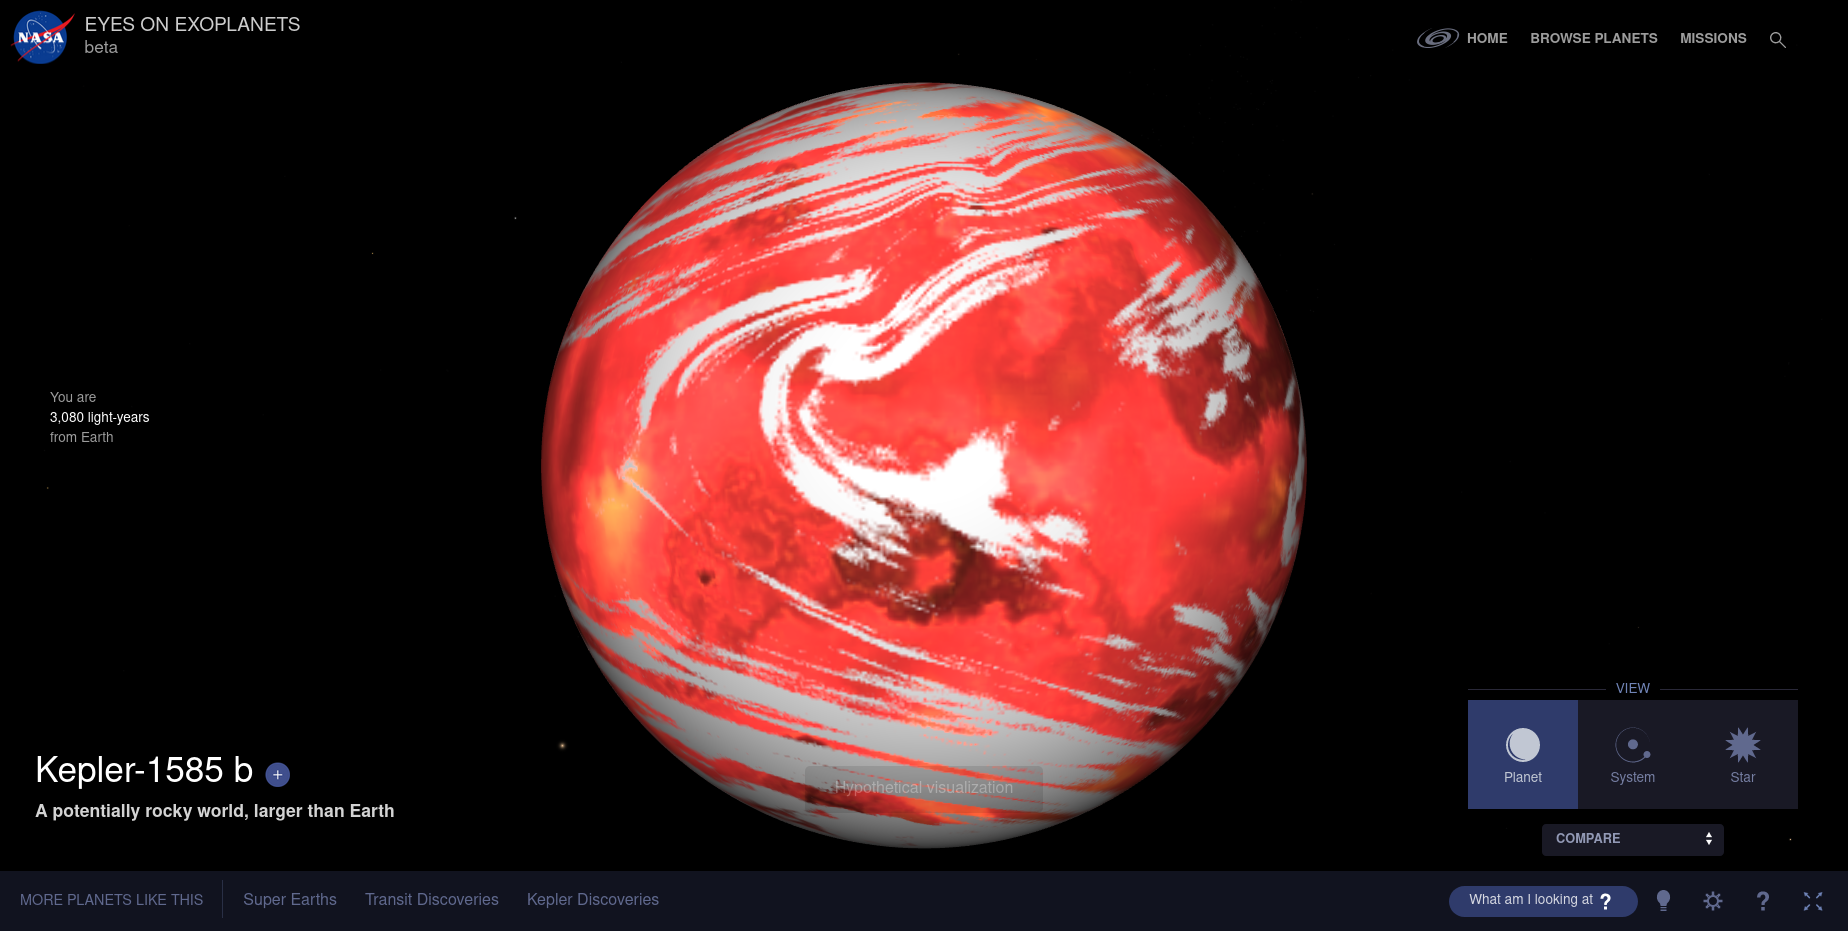 NASA
EYES ON EXOPLANETS
beta
HOME
BROWSE PLANETS
MISSIONS
You are
3,080 light-years
from Earth
VIEW
Planet
System
Star
COMPARE
Kepler-1585 b +
A potentially rocky world, larger than Earth
Hypothetical visualization
MORE PLANETS LIKE THIS
Super Earths
Transit Discoveries
Kepler Discoveries
What am I looking at ?
?